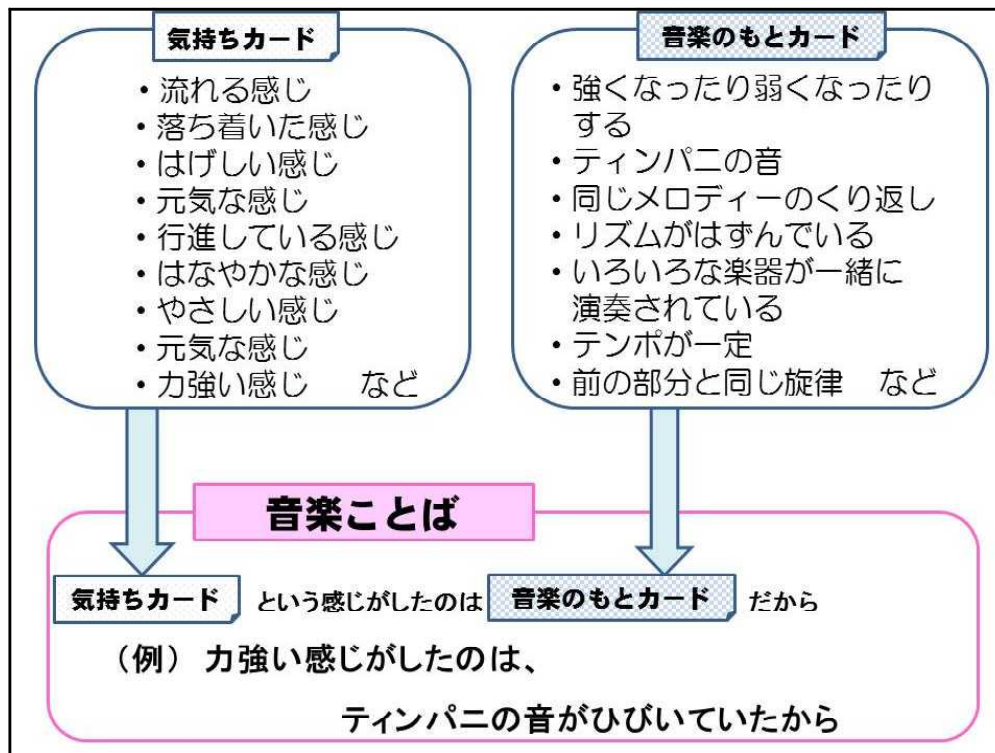 気持ちカード
・流れる感じ
・落ち着いた感じ
・はげしい感じ
・元気な感じ
・行進している感じ
・はなやかな感じ
・やさしい感じ
・元気な感じ
・力強い感じ　など
音楽のもとカード
・強くなったり弱くなったり
する
・ティンパニの音
・同じメロディーのくり返し
・リズムがはずんでいる
・いろいろな楽器が一緒に
演奏されている
・テンポが一定
・前の部分と同じ旋律　など
音楽ことば
気持ちカード という感じがしたのは 音楽のもとカード だから
（例） 力強い感じがしたのは、
ティンパニの音がひびいていたから